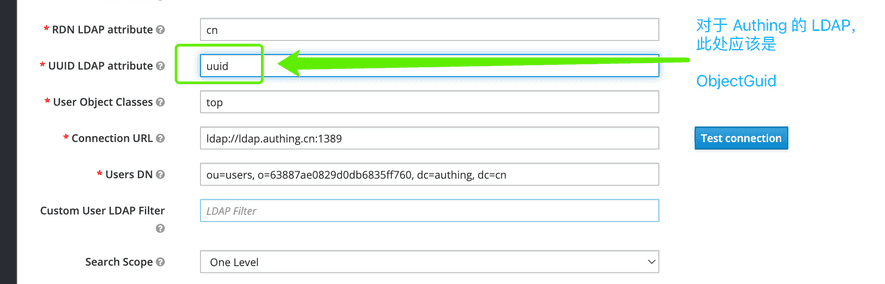 * RDN LDAP attribute
cn
对于 Authing 的 LDAP,
此处应该是
* UUID LDAP attribute
uuid
ObjectGuid
* User Object Classes
top
* Connection URL
ldap://ldap.authing.cn:1389
Test connection
* Users DN
ou=users, o=63887ae0829d0db6835ff760, dc=authing, dc=cn
Custom User LDAP Filter
LDAP Filter
Search Scope
One Level